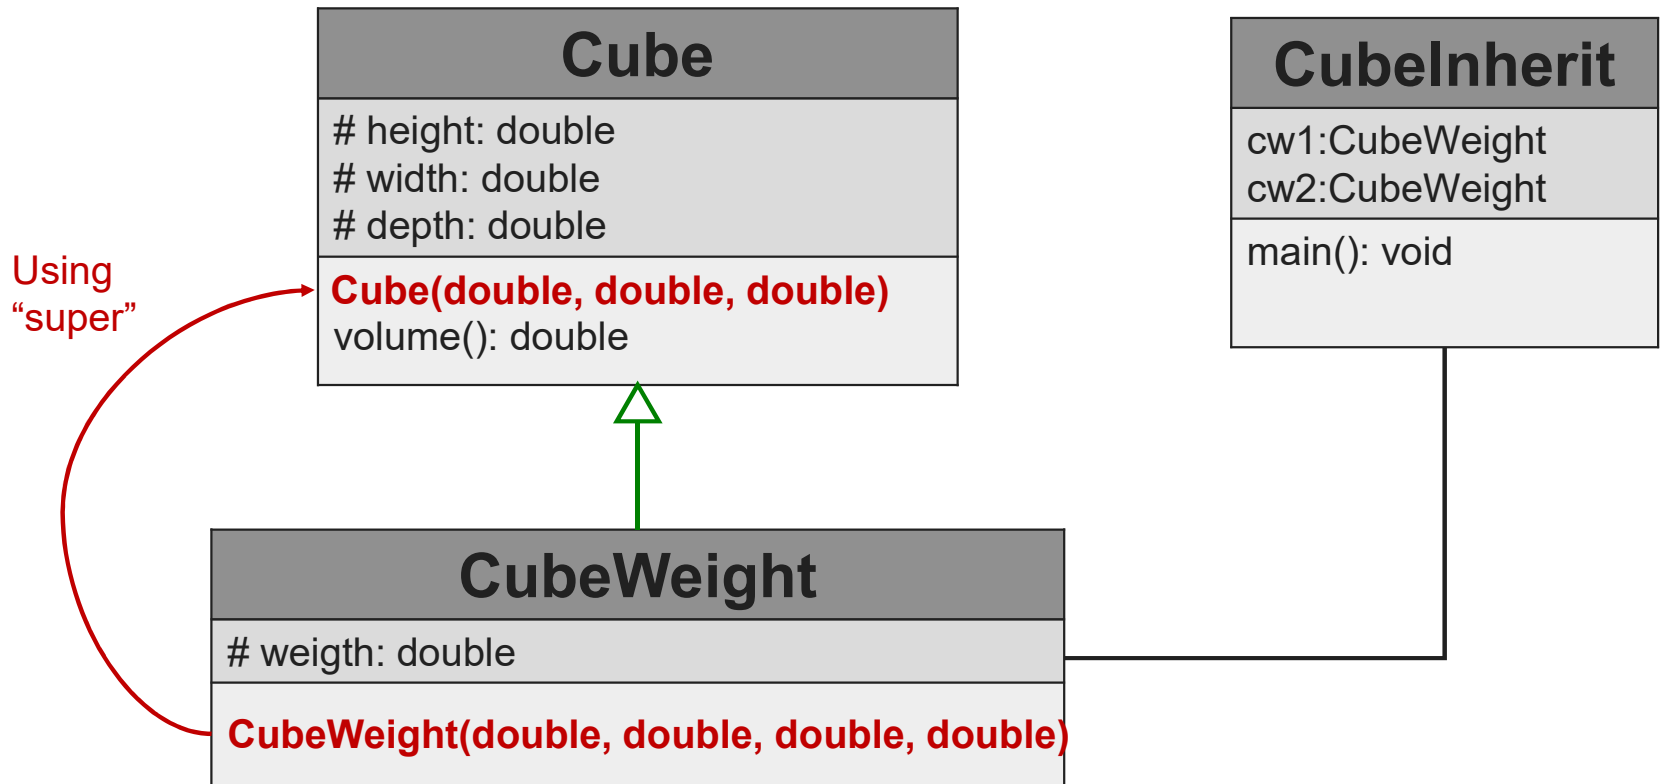 Cube
# height: double
# width: double
# depth: double
Cube(double, double, double)
volume(): double
CubeInherit
cw1:CubeWeight
cw2:CubeWeight
main(): void
Using
“super”
CubeWeight
# weigth: double
CubeWeight(double, double, double, double)